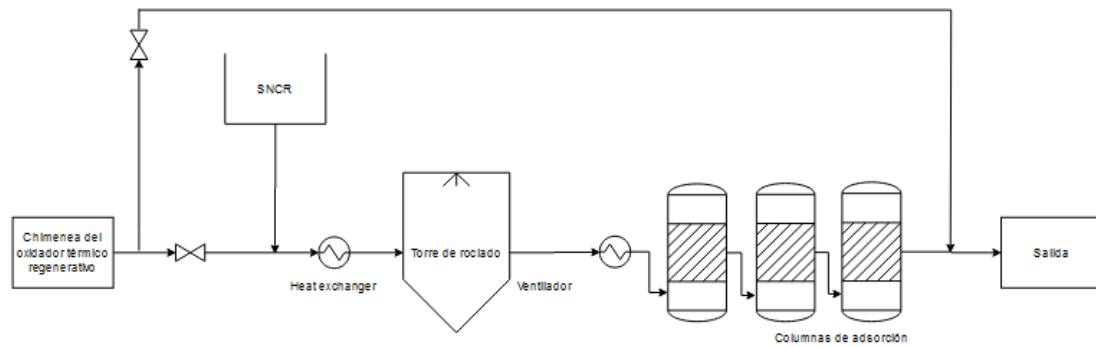 SNCR
Chimenea del
oxidador térmico
regenerativo
Heat exchanger
Torre de rociado
Ventilador
Columnas de adsorción
Salida